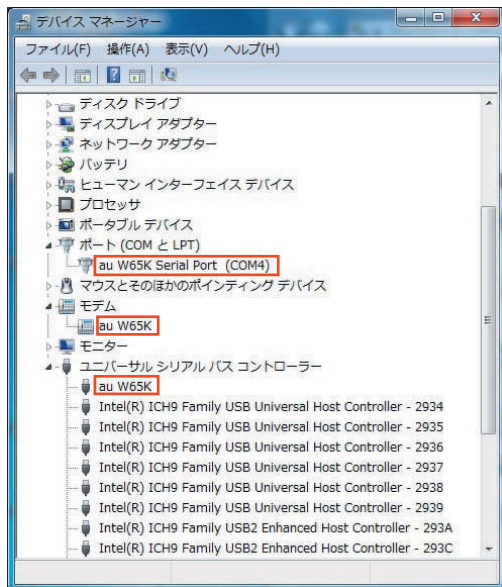 デバイス マネージャー
ファイル(F) 操作(A) 表示(V) ヘルプ(H)
ディスク ドライブ
ディスプレイ アダプター
ネットワーク アダプター
バッテリ
ヒューマン インターフェイス デバイス
プロセッサ
ポータブル デバイス
ポート (COM と LPT)
au W65K Serial Port (COM4)
マウスとそのほかのポインティング デバイス
モデム
au W65K
モニター
ユニバーサル シリアル バス コントローラー
au W65K
Intel(R) ICH9 Family USB Universal Host Controller - 2934
Intel(R) ICH9 Family USB Universal Host Controller - 2935
Intel(R) ICH9 Family USB Universal Host Controller - 2936
Intel(R) ICH9 Family USB Universal Host Controller - 2937
Intel(R) ICH9 Family USB Universal Host Controller - 2938
Intel(R) ICH9 Family USB Universal Host Controller - 2939
Intel(R) ICH9 Family USB2 Enhanced Host Controller - 293A
Intel(R) ICH9 Family USB2 Enhanced Host Controller - 293C